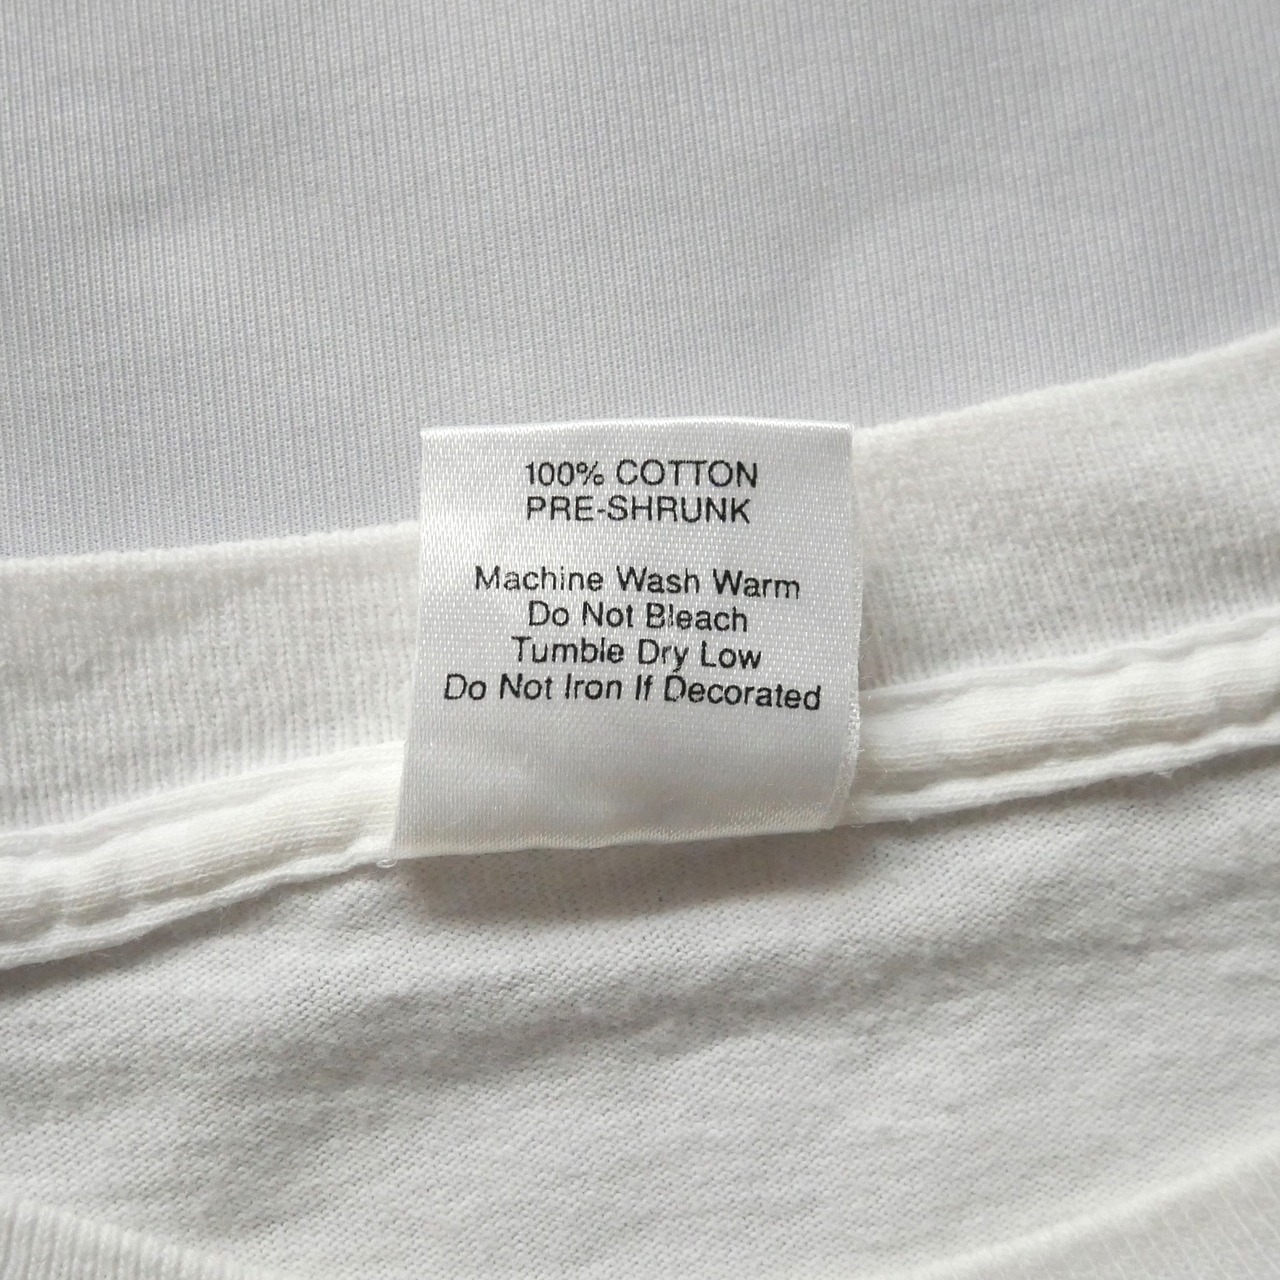 100% COTTON
PRE-SHRUNK
Machine Wash Warm
Do Not Bleach
Tumble Dry Low
Do Not Iron If Decorated